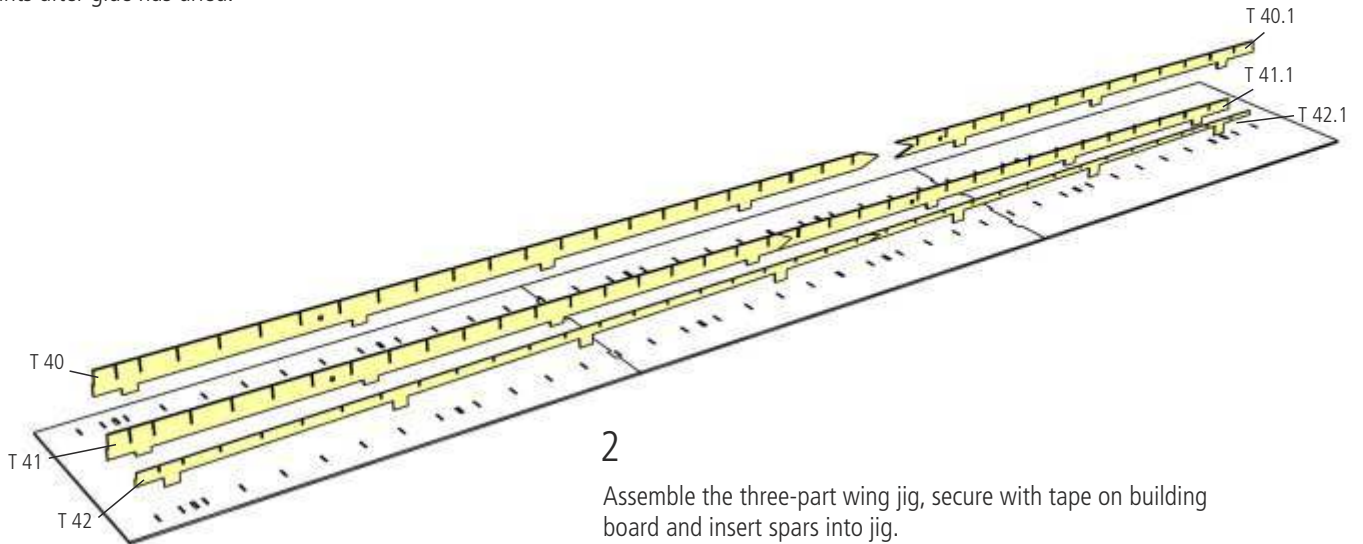 after glue has dried.
T 40.1
T 41.1
T 42.1
T 40
T 41
T 42
2
Assemble the three-part wing jig, secure with tape on building
board and insert spars into jig.